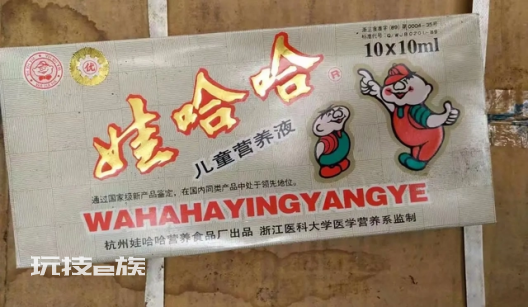 10×10ml
优
娃哈哈
R
儿童营养液
通过国家级新产品鉴定,在国内同类产品中处于领先地位。
WAHAHAYINGYANGYE
杭州娃哈哈营养食品厂出品 浙江医科大学医学营养系监制
玩技e族